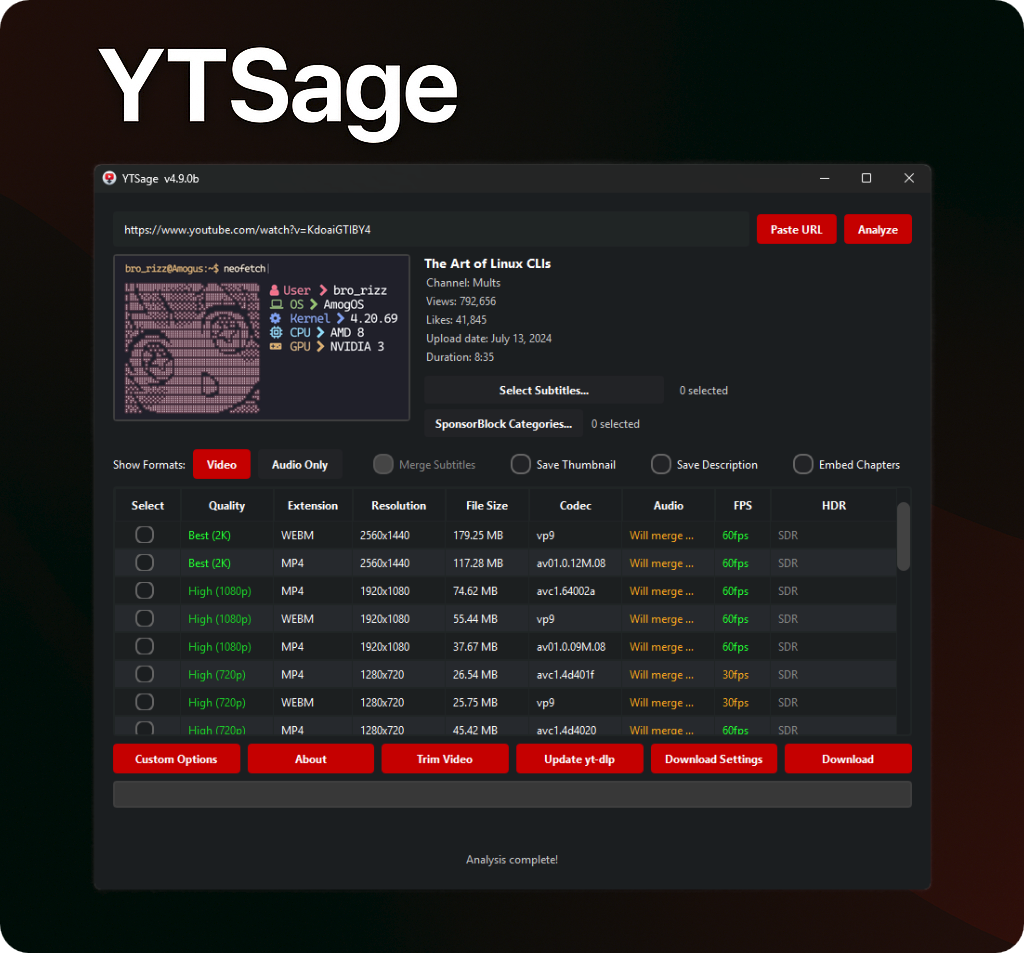 YTSage
YTSage v4.9.0b
https://www.youtube.com/watch?v=KdoaiGTIBY4
Paste URL
Analyze
bro_rizz@Amogus:~$ neofetch
User bro_rizz
OS AmogOS
Kernel 4.20.69
CPU AMD 8
GPU NVIDIA 3
The Art of Linux CLIs
Channel: Mults
Views: 792,656
Likes: 41,845
Upload date: July 13, 2024
Duration: 8:35
Select Subtitles... 0 selected
SponsorBlock Categories... 0 selected
Show Formats: Video Audio Only Merge Subtitles Save Thumbnail Save Description Embed Chapters
Select Quality Extension Resolution File Size Codec Audio FPS HDR
Best (2K) WEBM 2560x1440 179.25 MB vp9 Will merge ... 60fps SDR
Best (2K) MP4 2560x1440 117.28 MB av01.0.12M.08 Will merge ... 60fps SDR
High (1080p) MP4 1920x1080 74.62 MB avc1.64002a Will merge ... 60fps SDR
High (1080p) WEBM 1920x1080 55.44 MB vp9 Will merge ... 60fps SDR
High (1080p) MP4 1920x1080 37.67 MB av01.0.09M.08 Will merge ... 60fps SDR
High (720p) MP4 1280x720 26.54 MB avc1.4d401f Will merge ... 30fps SDR
High (720p) WEBM 1280x720 25.75 MB vp9 Will merge ... 30fps SDR
High (720p) MP4 1280x720 45.42 MB avc1.4d4020 Will merge ... 60fps SDR
Custom Options About Trim Video Update yt-dlp Download Settings Download
Analysis complete!